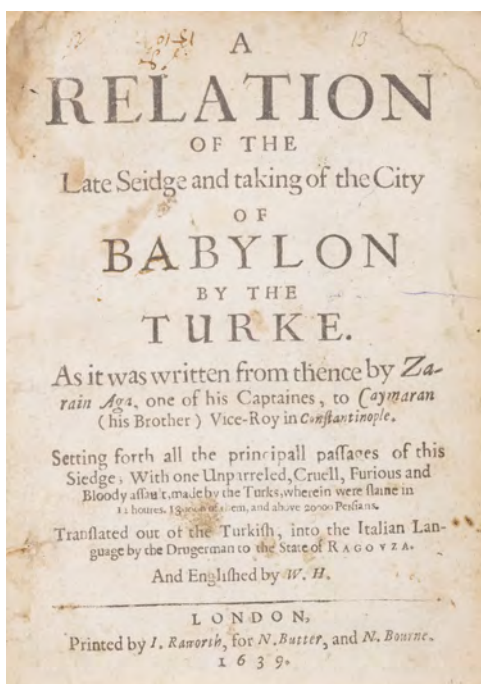 13
A
RELATION
OF THE
Late Seidge and taking of the City
OF
BABYLON
BY THE
TURKE.
As it was written from thence by Za-
rain Aga, one of his Captaines, to Caymaran
(his Brother) Vice-Roy in Constantinople.
Setting forth all the principall passages of this
Siedge; With one Unparreled, Cruell, Furious and
Bloody assault, made by the Turks, wherein were slaine in
12 houres, of them, and above 20000 Persians.
Translated out of the Turkish, into the Italian Lan-
guage by the Drugerman to the State of RAGOVZA.
And Englished by W. H.
LONDON,
Printed by I. Raworth, for N. Butter, and N. Bourne.
1639.